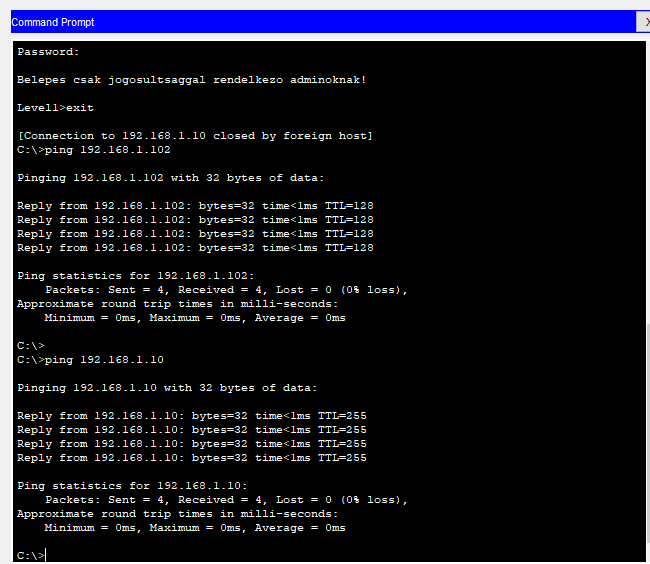 Command Prompt
X
Password:
Belepes csak jogosultsaggal rendelkezo adminoknak!
Level1>exit
[Connection to 192.168.1.10 closed by foreign host]
C:\>ping 192.168.1.102
Pinging 192.168.1.102 with 32 bytes of data:
Reply from 192.168.1.102: bytes=32 time<1ms TTL=128
Reply from 192.168.1.102: bytes=32 time<1ms TTL=128
Reply from 192.168.1.102: bytes=32 time<1ms TTL=128
Reply from 192.168.1.102: bytes=32 time<1ms TTL=128
Ping statistics for 192.168.1.102:
    Packets: Sent = 4, Received = 4, Lost = 0 (0% loss),
Approximate round trip times in milli-seconds:
    Minimum = 0ms, Maximum = 0ms, Average = 0ms
C:\>
C:\>ping 192.168.1.10
Pinging 192.168.1.10 with 32 bytes of data:
Reply from 192.168.1.10: bytes=32 time<1ms TTL=255
Reply from 192.168.1.10: bytes=32 time<1ms TTL=255
Reply from 192.168.1.10: bytes=32 time<1ms TTL=255
Reply from 192.168.1.10: bytes=32 time<1ms TTL=255
Ping statistics for 192.168.1.10:
    Packets: Sent = 4, Received = 4, Lost = 0 (0% loss),
Approximate round trip times in milli-seconds:
    Minimum = 0ms, Maximum = 0ms, Average = 0ms
C:\>